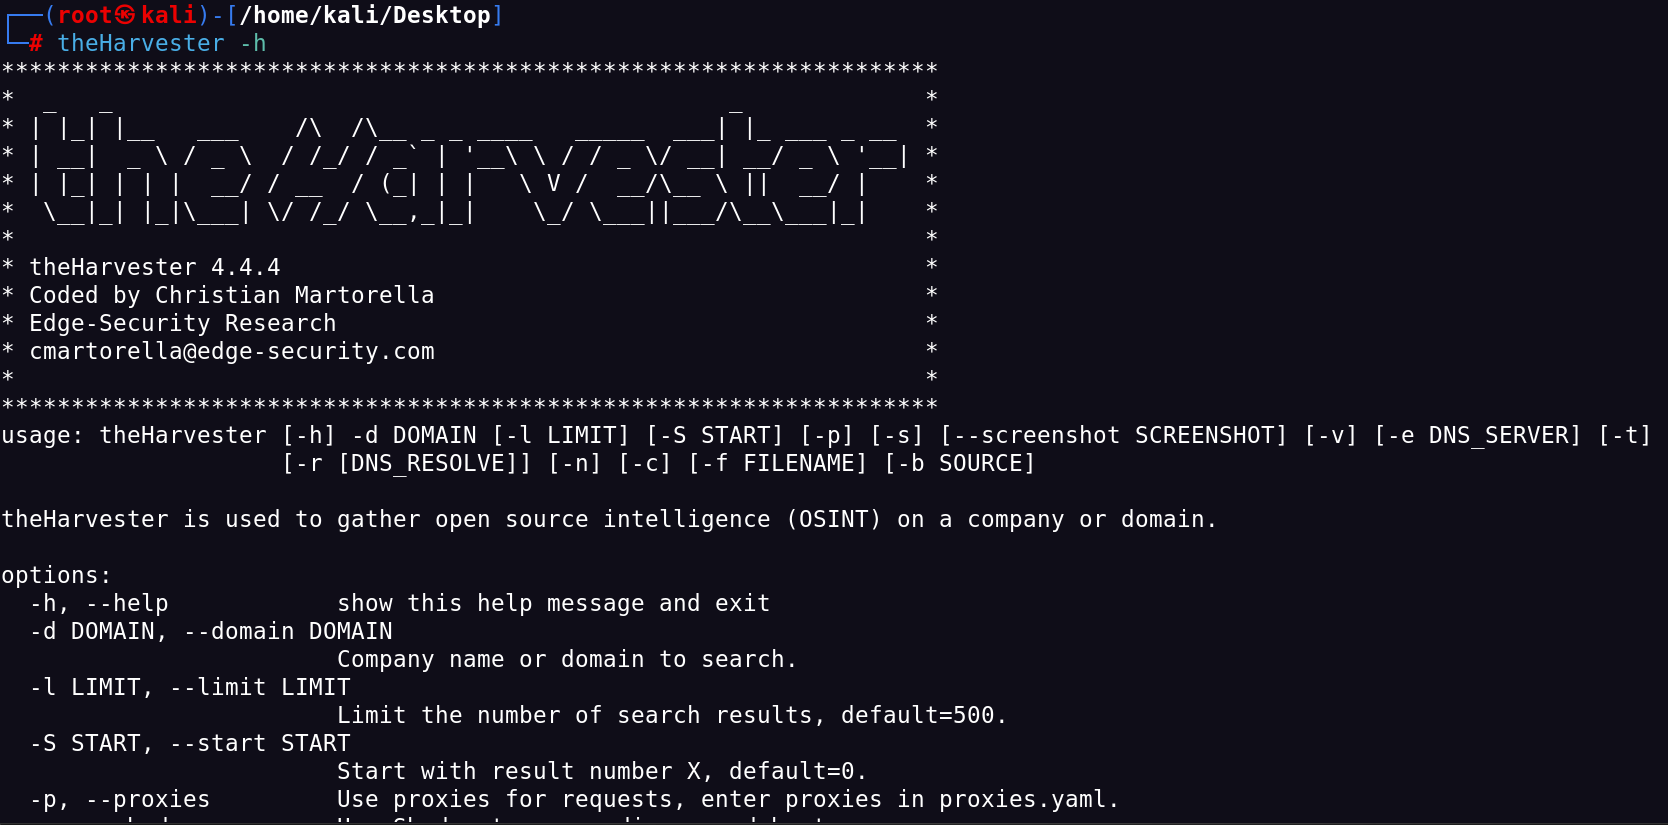 ┌──(root㉿kali)-[/home/kali/Desktop]
└─# theHarvester -h
*******************************************************************
*  _   _                                            _             *
* | |_| |__   ___    /\  /\__ _ _ ____   _____  ___| |_ ___ _ __  *
* | __|  _ \ / _ \  / /_/ / _` | '__\ \ / / _ \/ __| __/ _ \ '__| *
* | |_| | | |  __/ / __  / (_| | |   \ V /  __/\__ \ ||  __/ |    *
*  \__|_| |_|\___| \/ /_/ \__,_|_|    \_/ \___||___/\__\___|_|    *
*                                                                 *
* theHarvester 4.4.4                                              *
* Coded by Christian Martorella                                   *
* Edge-Security Research                                          *
* cmartorella@edge-security.com                                   *
*                                                                 *
*******************************************************************
usage: theHarvester [-h] -d DOMAIN [-l LIMIT] [-S START] [-p] [-s] [--screenshot SCREENSHOT] [-v] [-e DNS_SERVER] [-t]
                    [-r [DNS_RESOLVE]] [-n] [-c] [-f FILENAME] [-b SOURCE]

theHarvester is used to gather open source intelligence (OSINT) on a company or domain.

options:
  -h, --help            show this help message and exit
  -d DOMAIN, --domain DOMAIN
                        Company name or domain to search.
  -l LIMIT, --limit LIMIT
                        Limit the number of search results, default=500.
  -S START, --start START
                        Start with result number X, default=0.
  -p, --proxies         Use proxies for requests, enter proxies in proxies.yaml.